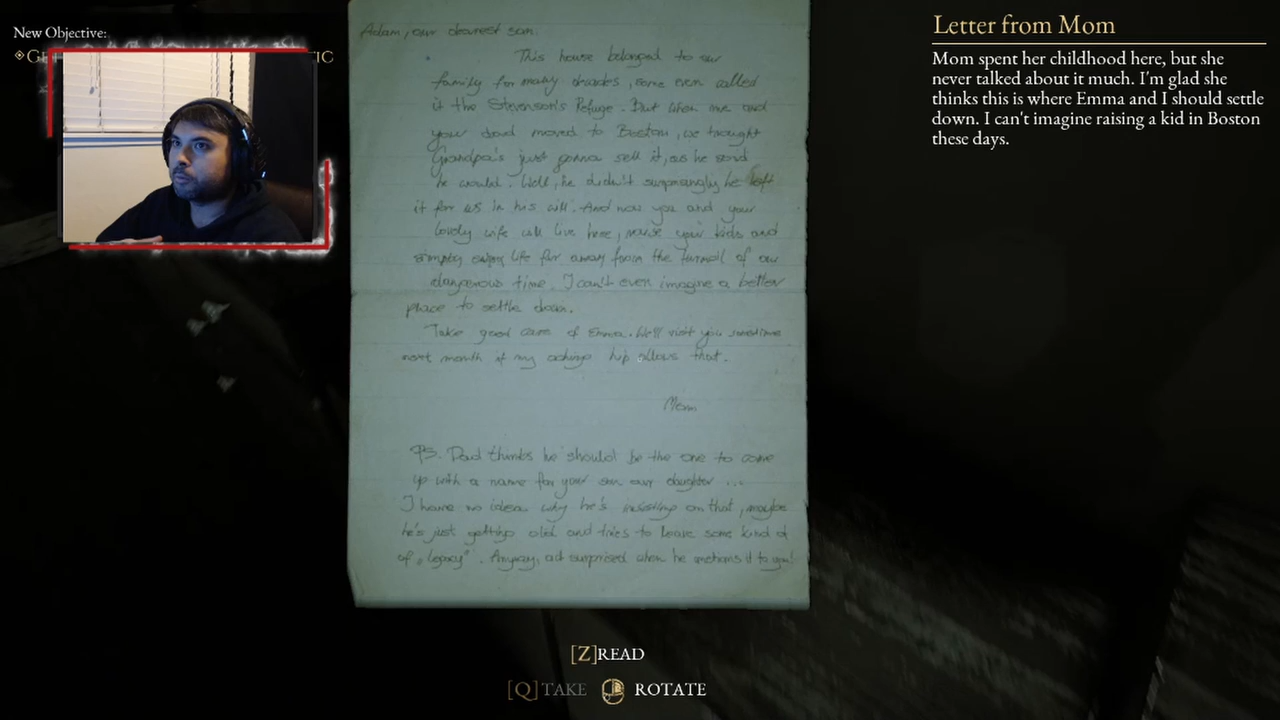 New Objective:
TIC
Adam, our dearest son.
This house belonged to our
family for many decades, some even called
it the Stevenson's Refuge. But when me and
your dad moved to Boston, we thought
Grandpa's just gonna sell it, as he said
he would. Well, he didn't surprisingly he left
it for us in his will. And now you and your
lovely wife will live here, raise your kids and
simply enjoy life far away from the turmoil of our
dangerous time. I can't even imagine a better
place to settle down.
Take good care of Emma. We'll visit you sometime
next month if my aching hip allows that.
Mom
PS. Dad thinks he should be the one to come
up with a name for your son our daughter ...
I have no idea why he's insisting on that, maybe
he's just getting old and tries to leave some kind of
of „legacy”. Anyway, act surprised when he mentions it to you!
Letter from Mom
Mom spent her childhood here, but she
never talked about it much. I'm glad she
thinks this is where Emma and I should settle
down. I can't imagine raising a kid in Boston
these days.
[Z]READ
[Q]TAKE ROTATE